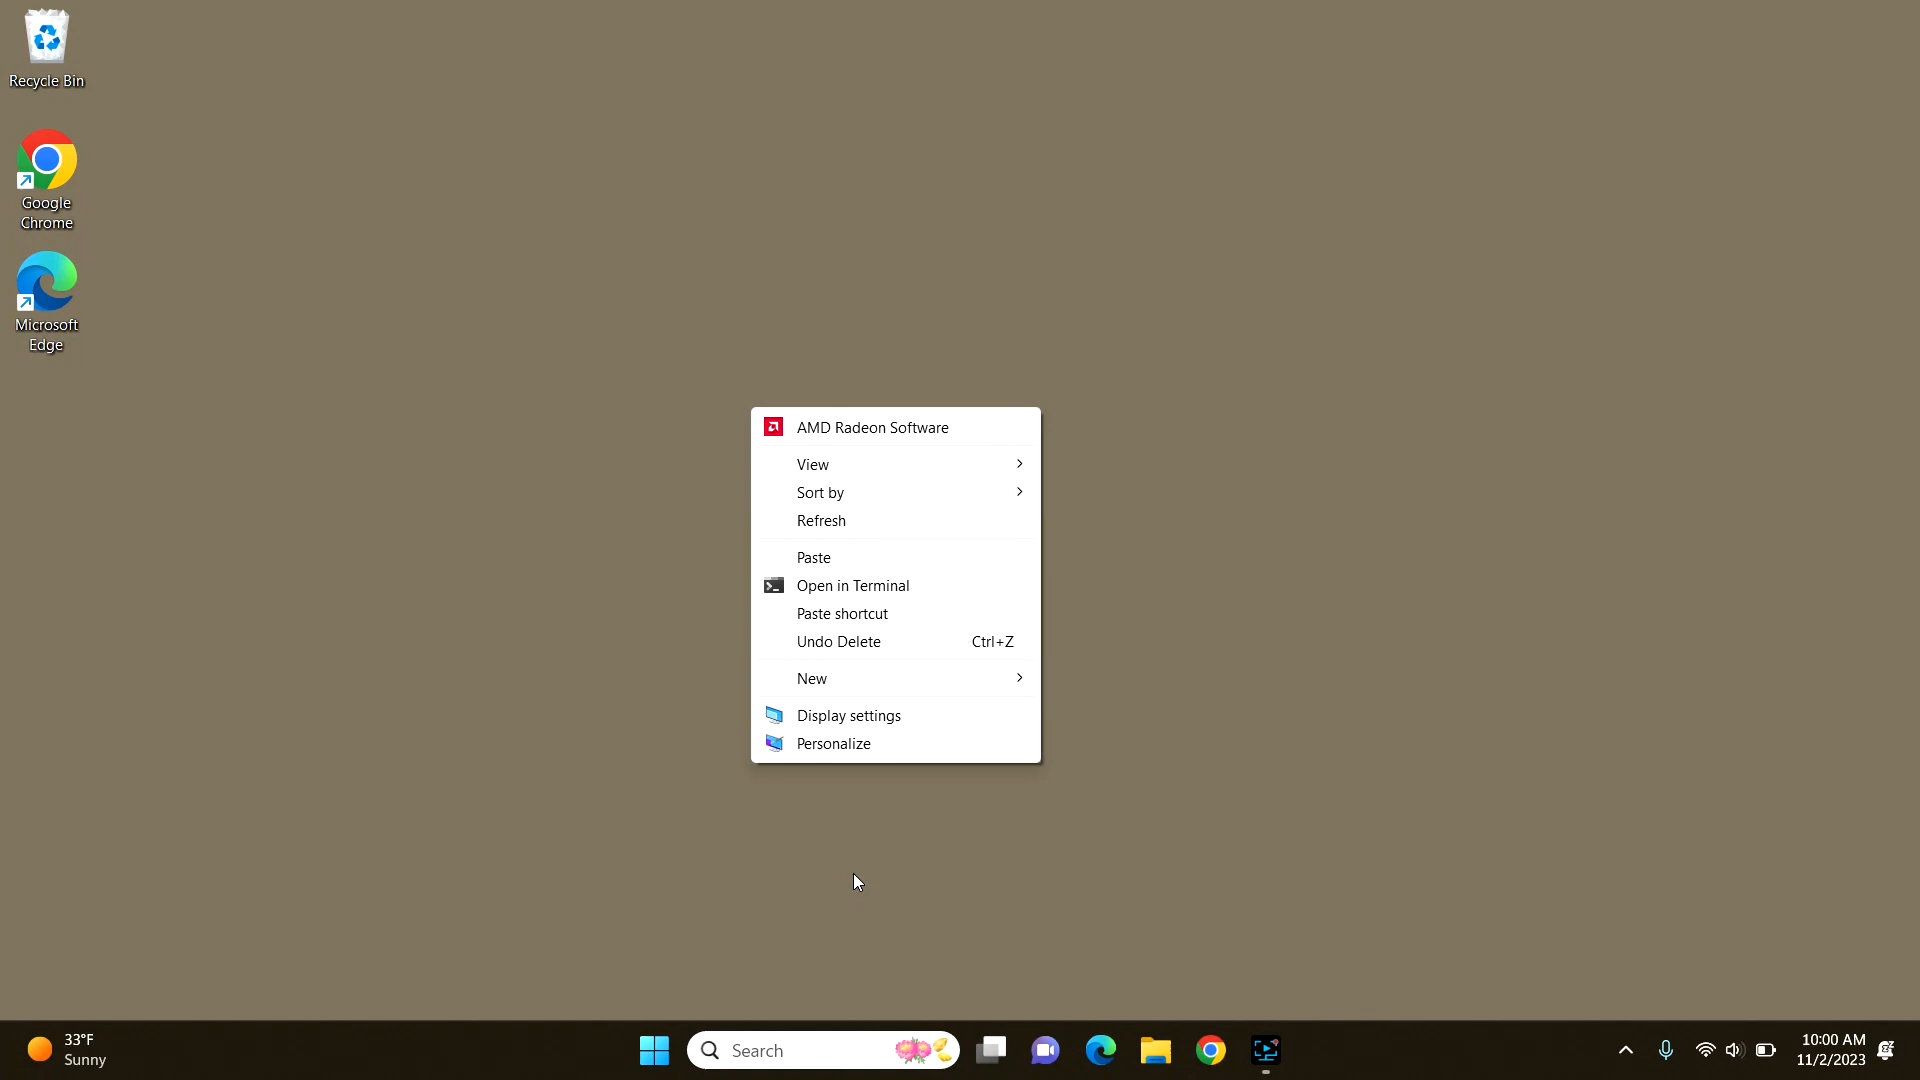 Recycle Bin
Google
Chrome
Microsoft
Edge
AMD Radeon Software
View
Sort by
Refresh
Paste
Open in Terminal
Paste shortcut
Undo Delete Ctrl+Z
New
Display settings
Personalize
33°F
Sunny
Search
10:00 AM
11/2/2023